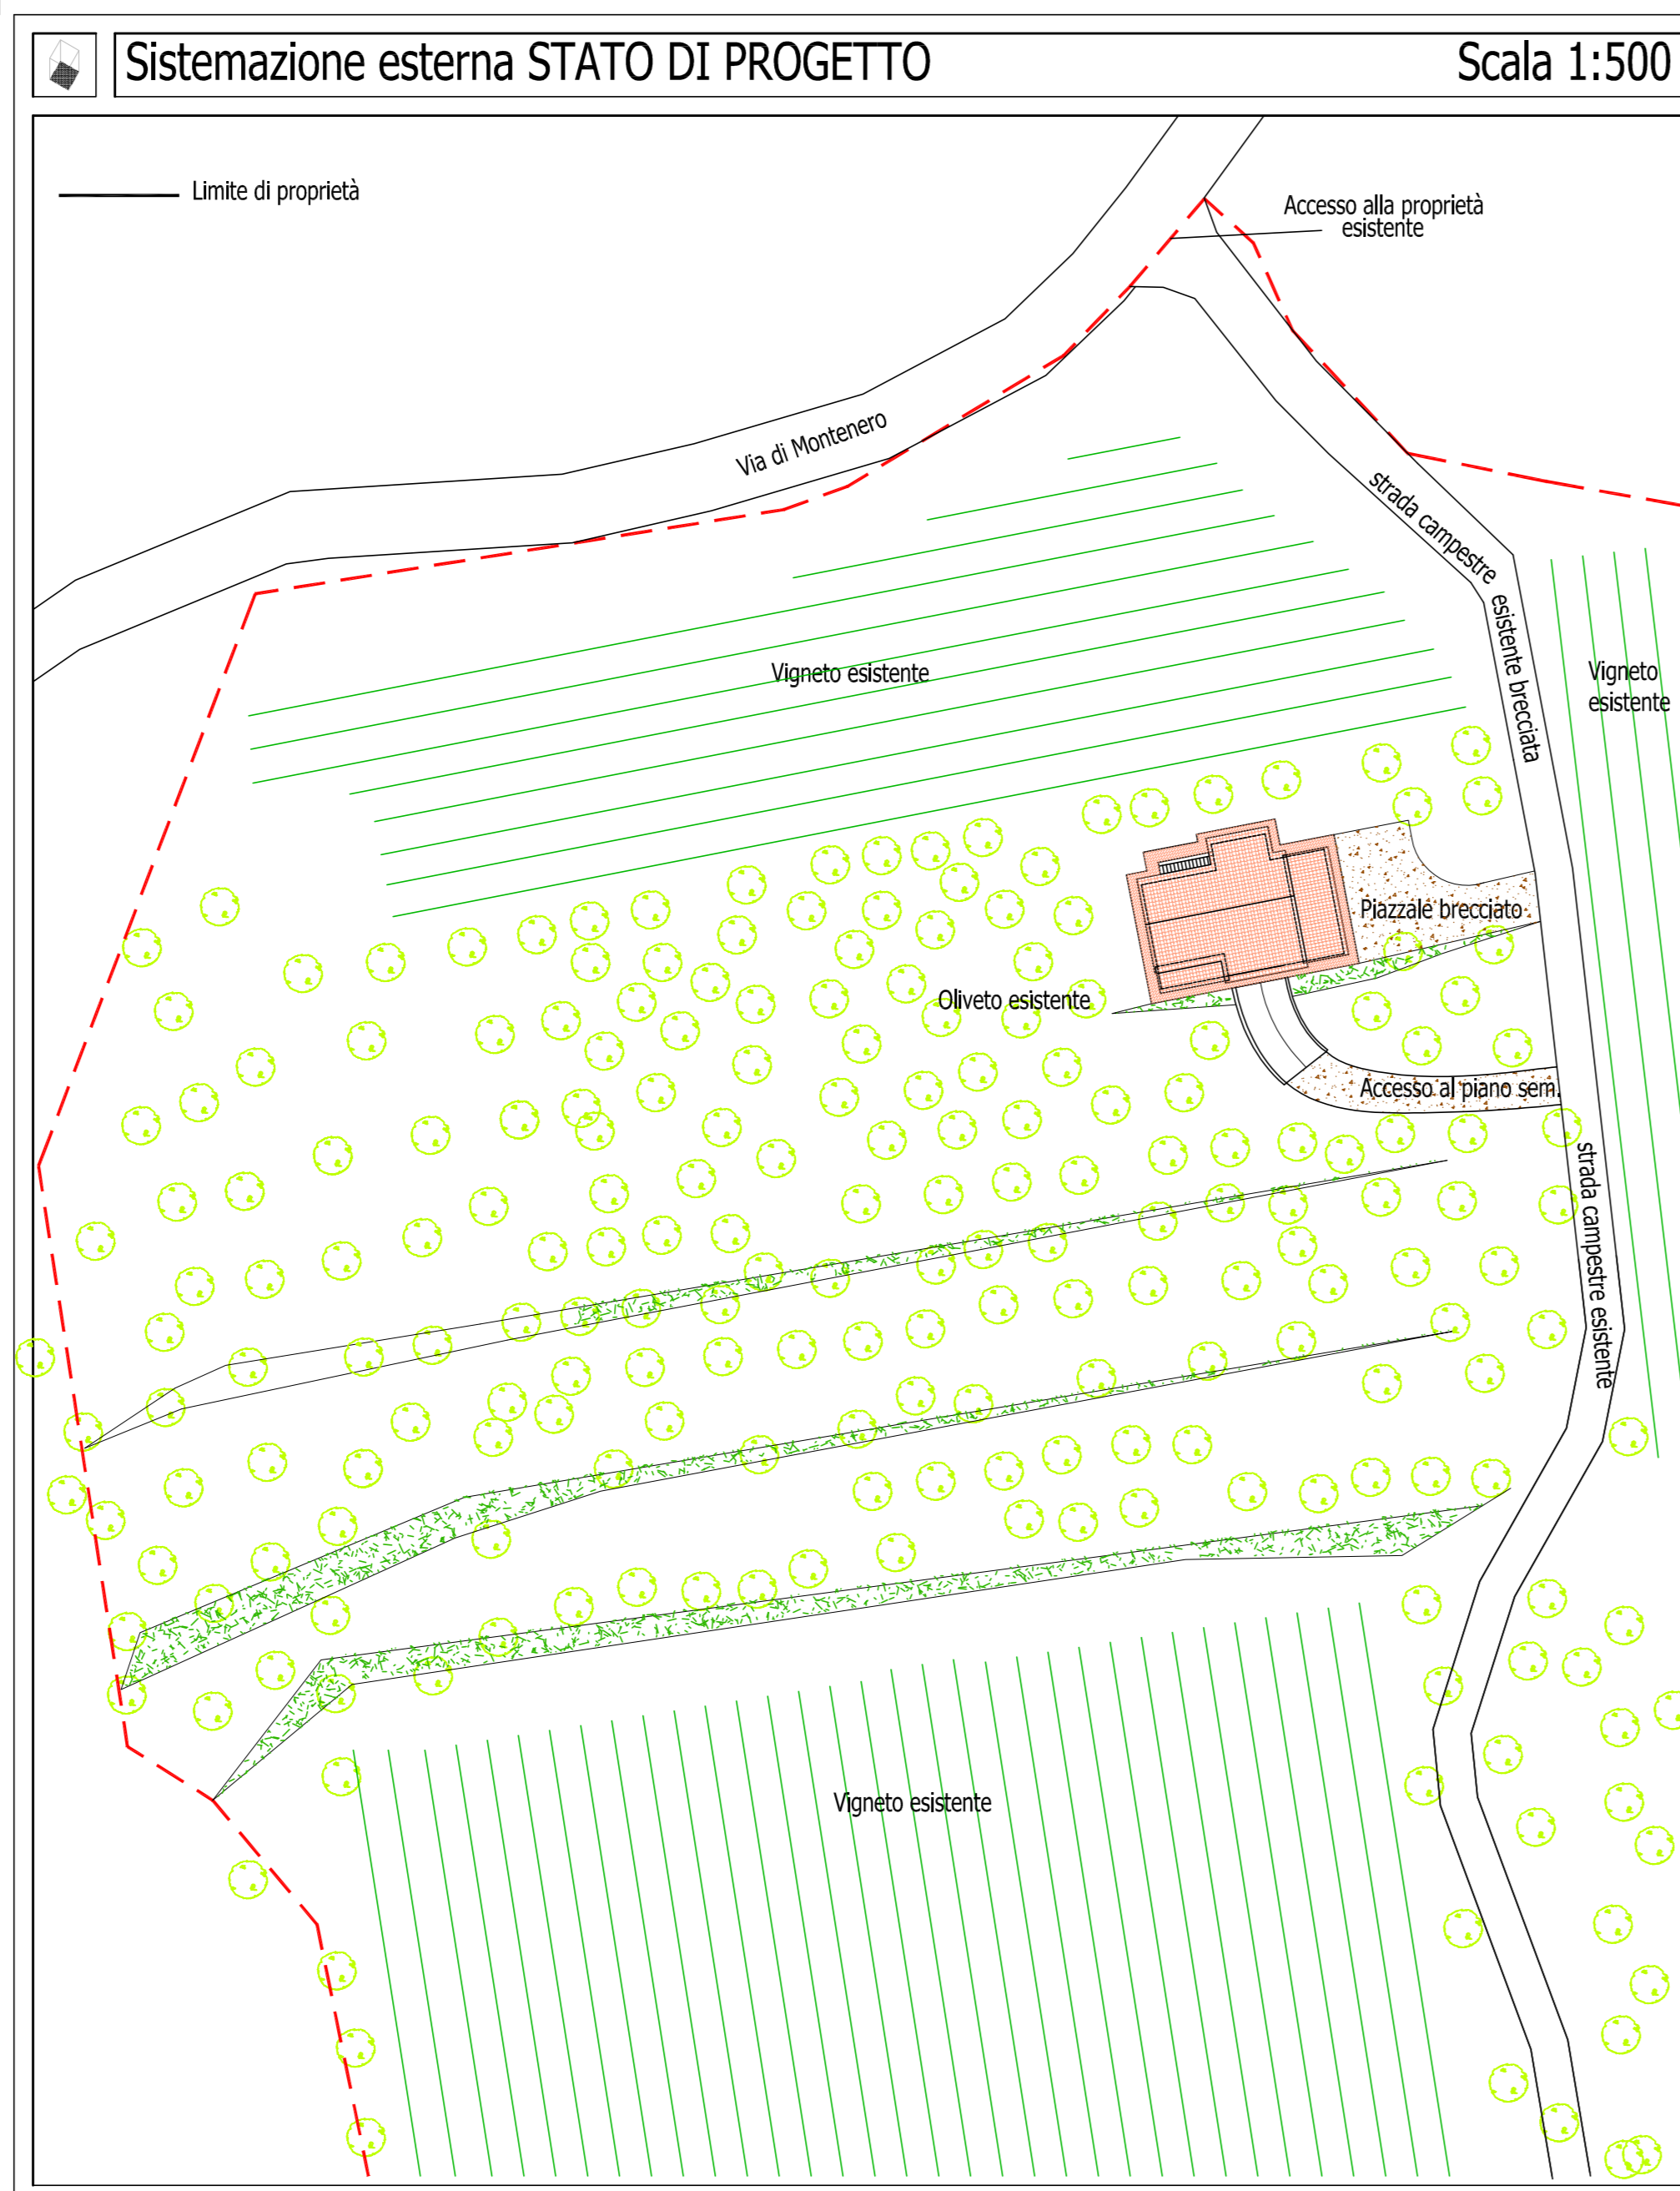 Sistemazione esterna STATO DI PROGETTO
Scala 1:500
Limite di proprietà
Accesso alla proprietà
esistente
Via di Montenero
strada campestre
esistente brecciata
Vigneto esistente
Vigneto
esistente
Piazzale brecciato
Oliveto esistente
Accesso al piano sem.
strada campestre esistente
Vigneto esistente